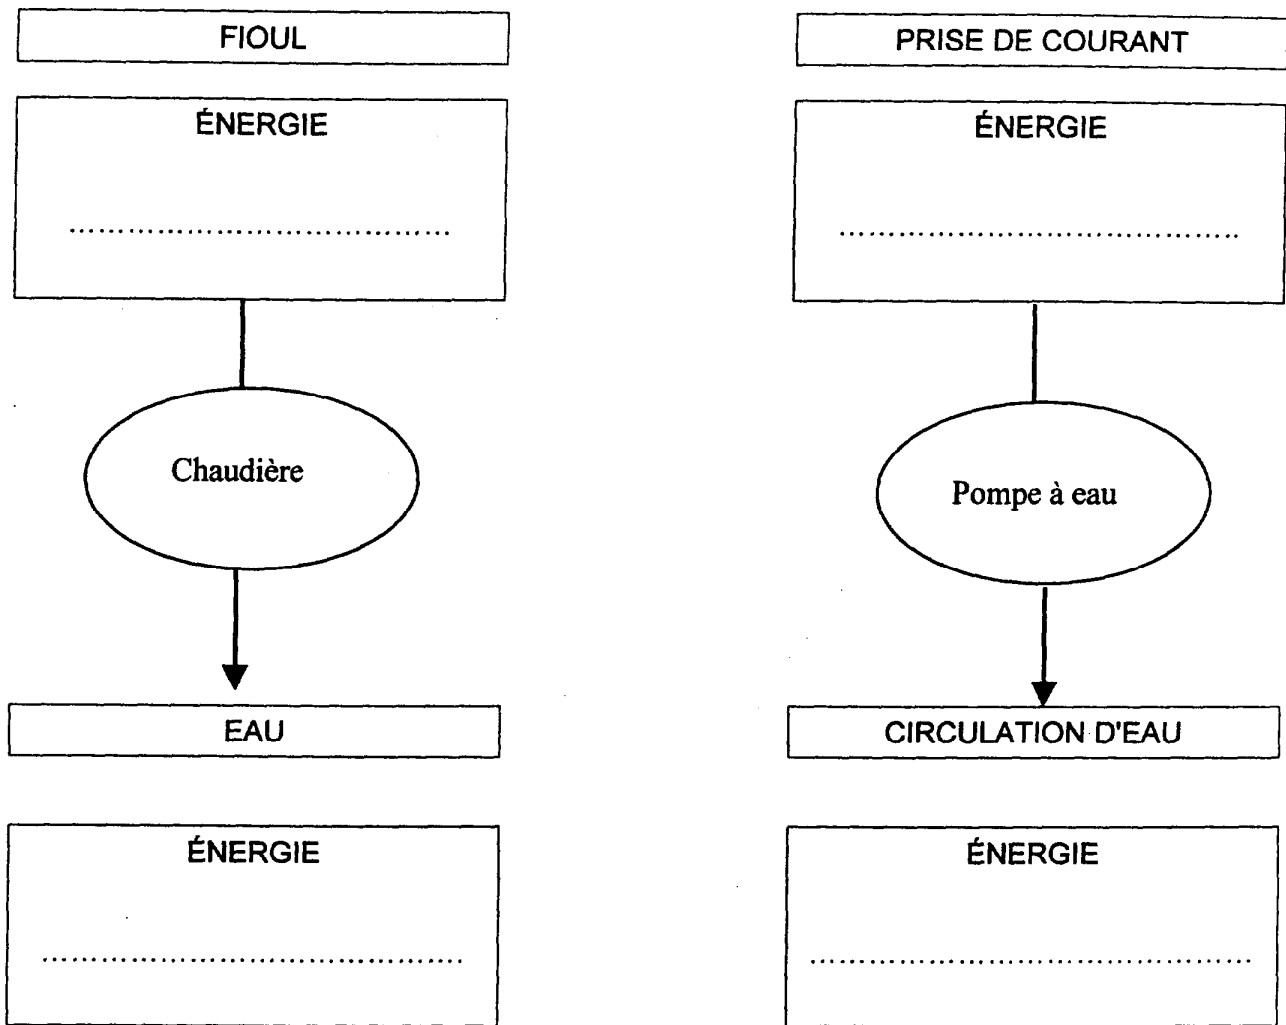 FIOUL
ÉNERGIE
.......................................
Chaudière
EAU
ÉNERGIE
...........................................
PRISE DE COURANT
ÉNERGIE
.........................................
Pompe à eau
CIRCULATION D'EAU
ÉNERGIE
.............................................